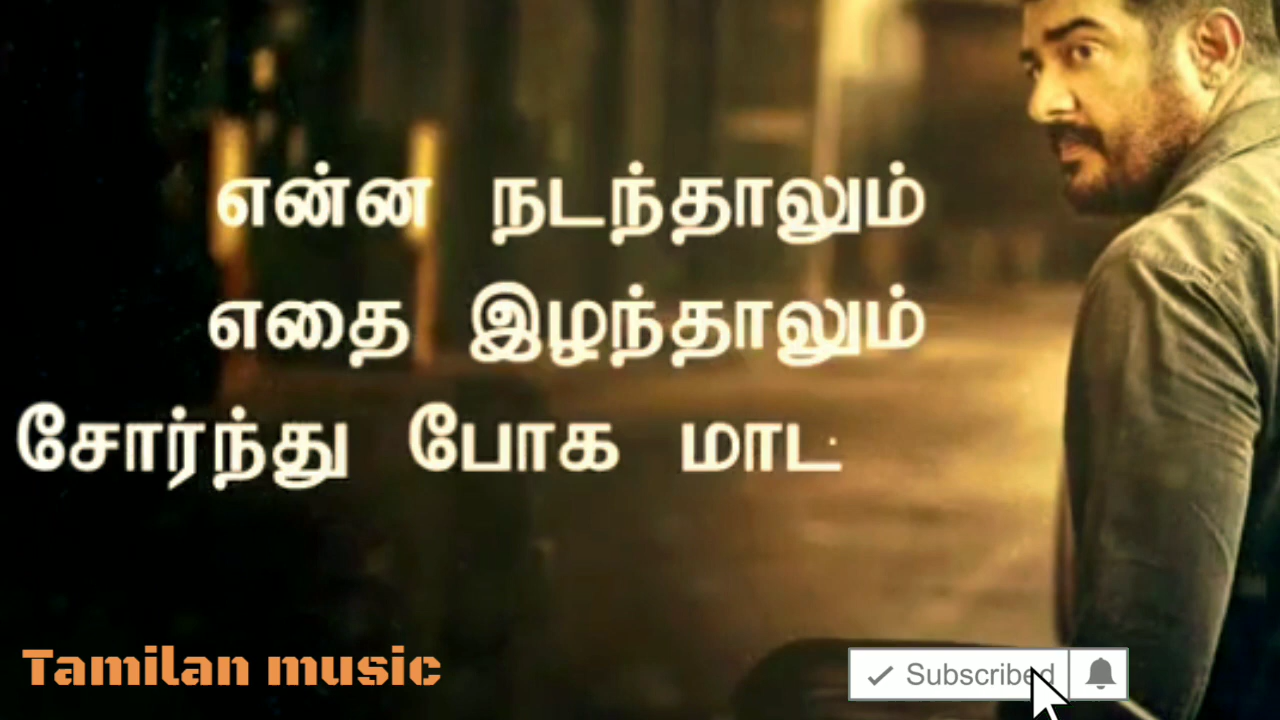 என்ன நடந்தாலும்
எதை இழந்தாலும்
சோர்ந்து போக மாட
Tamilan music
Subscribed